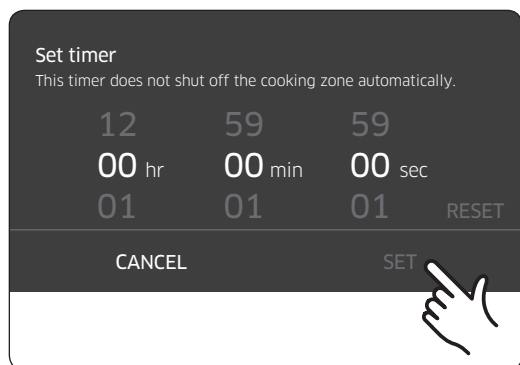 Set timer
This timer does not shut off the cooking zone automatically.
12 59 59
00 hr 00 min 00 sec
01 01 01 RESET
CANCEL SET